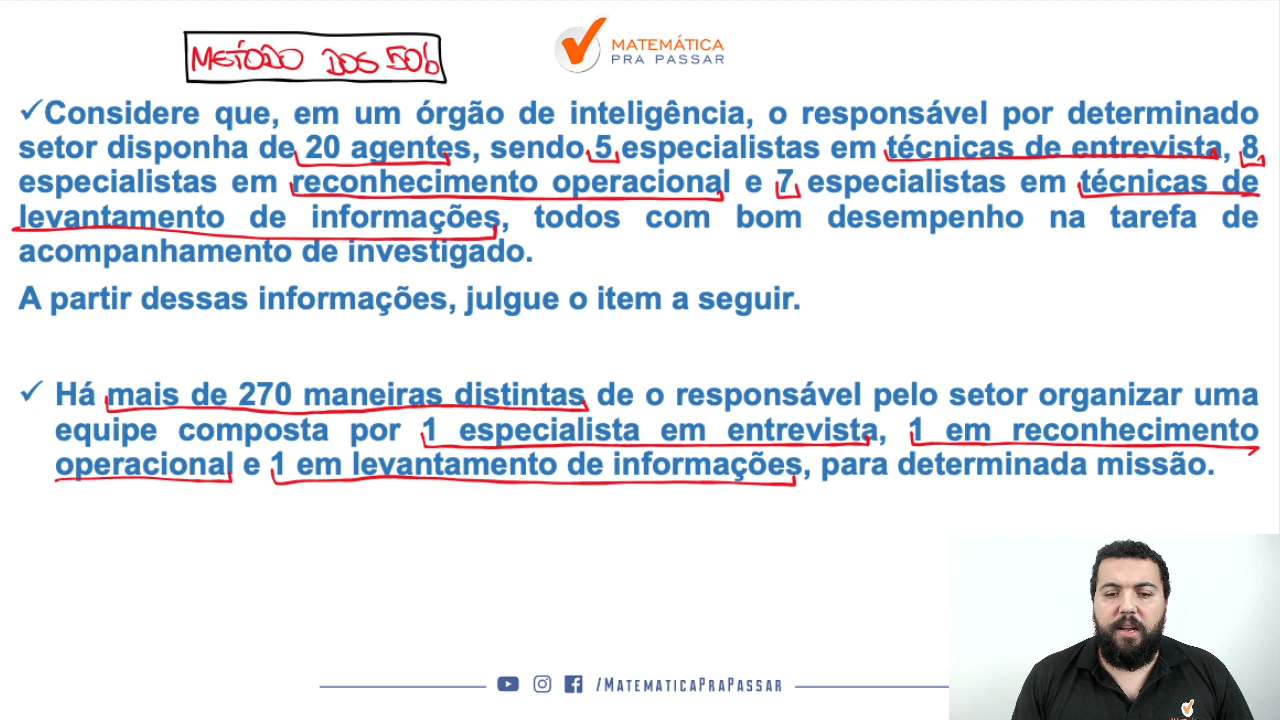 METÓDO DOS 50%
MATEMÁTICA
PRA PASSAR
✓Considere que, em um órgão de inteligência, o responsável por determinado
setor disponha de 20 agentes, sendo 5 especialistas em técnicas de entrevista, 8
especialistas em reconhecimento operacional e 7 especialistas em técnicas de
levantamento de informações, todos com bom desempenho na tarefa de
acompanhamento de investigado.
A partir dessas informações, julgue o item a seguir.
✓ Há mais de 270 maneiras distintas de o responsável pelo setor organizar uma
equipe composta por 1 especialista em entrevista, 1 em reconhecimento
operacional e 1 em levantamento de informações, para determinada missão.
/MATEMATICAPRAPASSAR